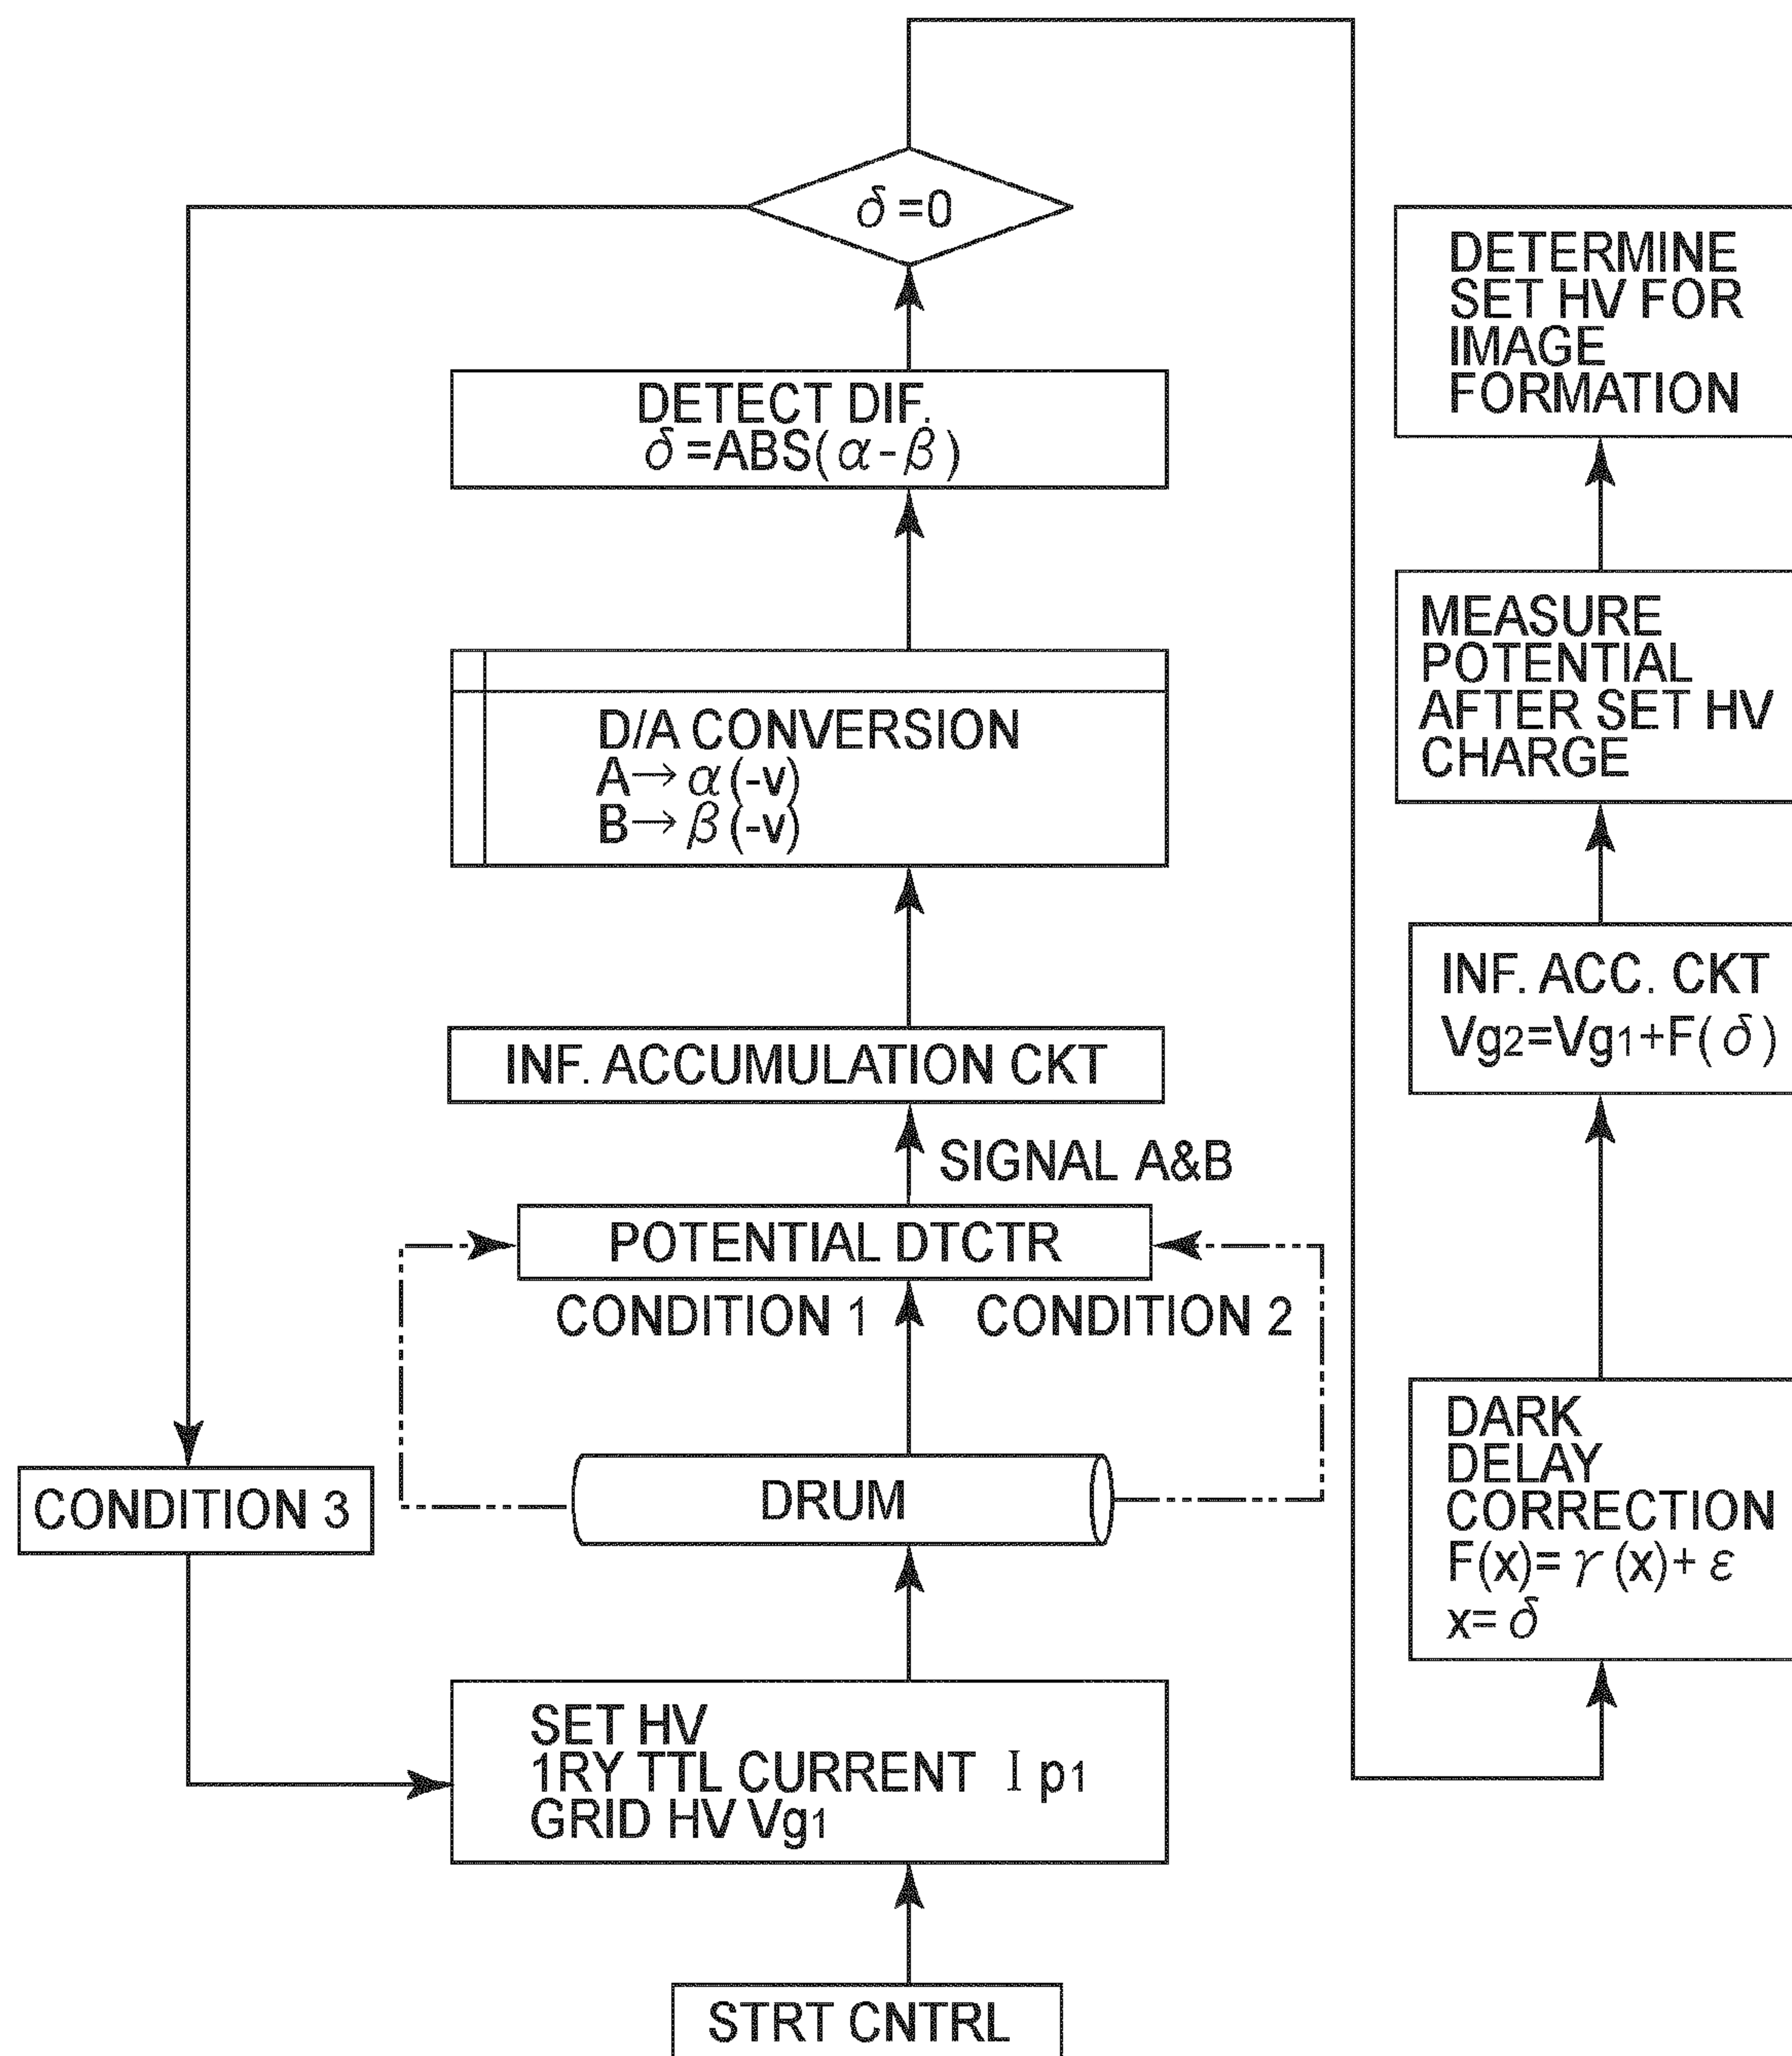 δ=0
DETECT DIF.
δ=ABS(α-β)
D/A CONVERSION
A→α(-v)
B→β(-v)
INF. ACCUMULATION CKT
SIGNAL A&B
POTENTIAL DTCTR
CONDITION 1
CONDITION 2
DRUM
CONDITION 3
SET HV
1RY TTL CURRENT Ip1
GRID HV Vg1
STRT CNTRL
DETERMINE
SET HV FOR
IMAGE
FORMATION
MEASURE
POTENTIAL
AFTER SET HV
CHARGE
INF. ACC. CKT
Vg2=Vg1+F(δ)
DARK
DELAY
CORRECTION
F(x)=γ(x)+ε
x=δ